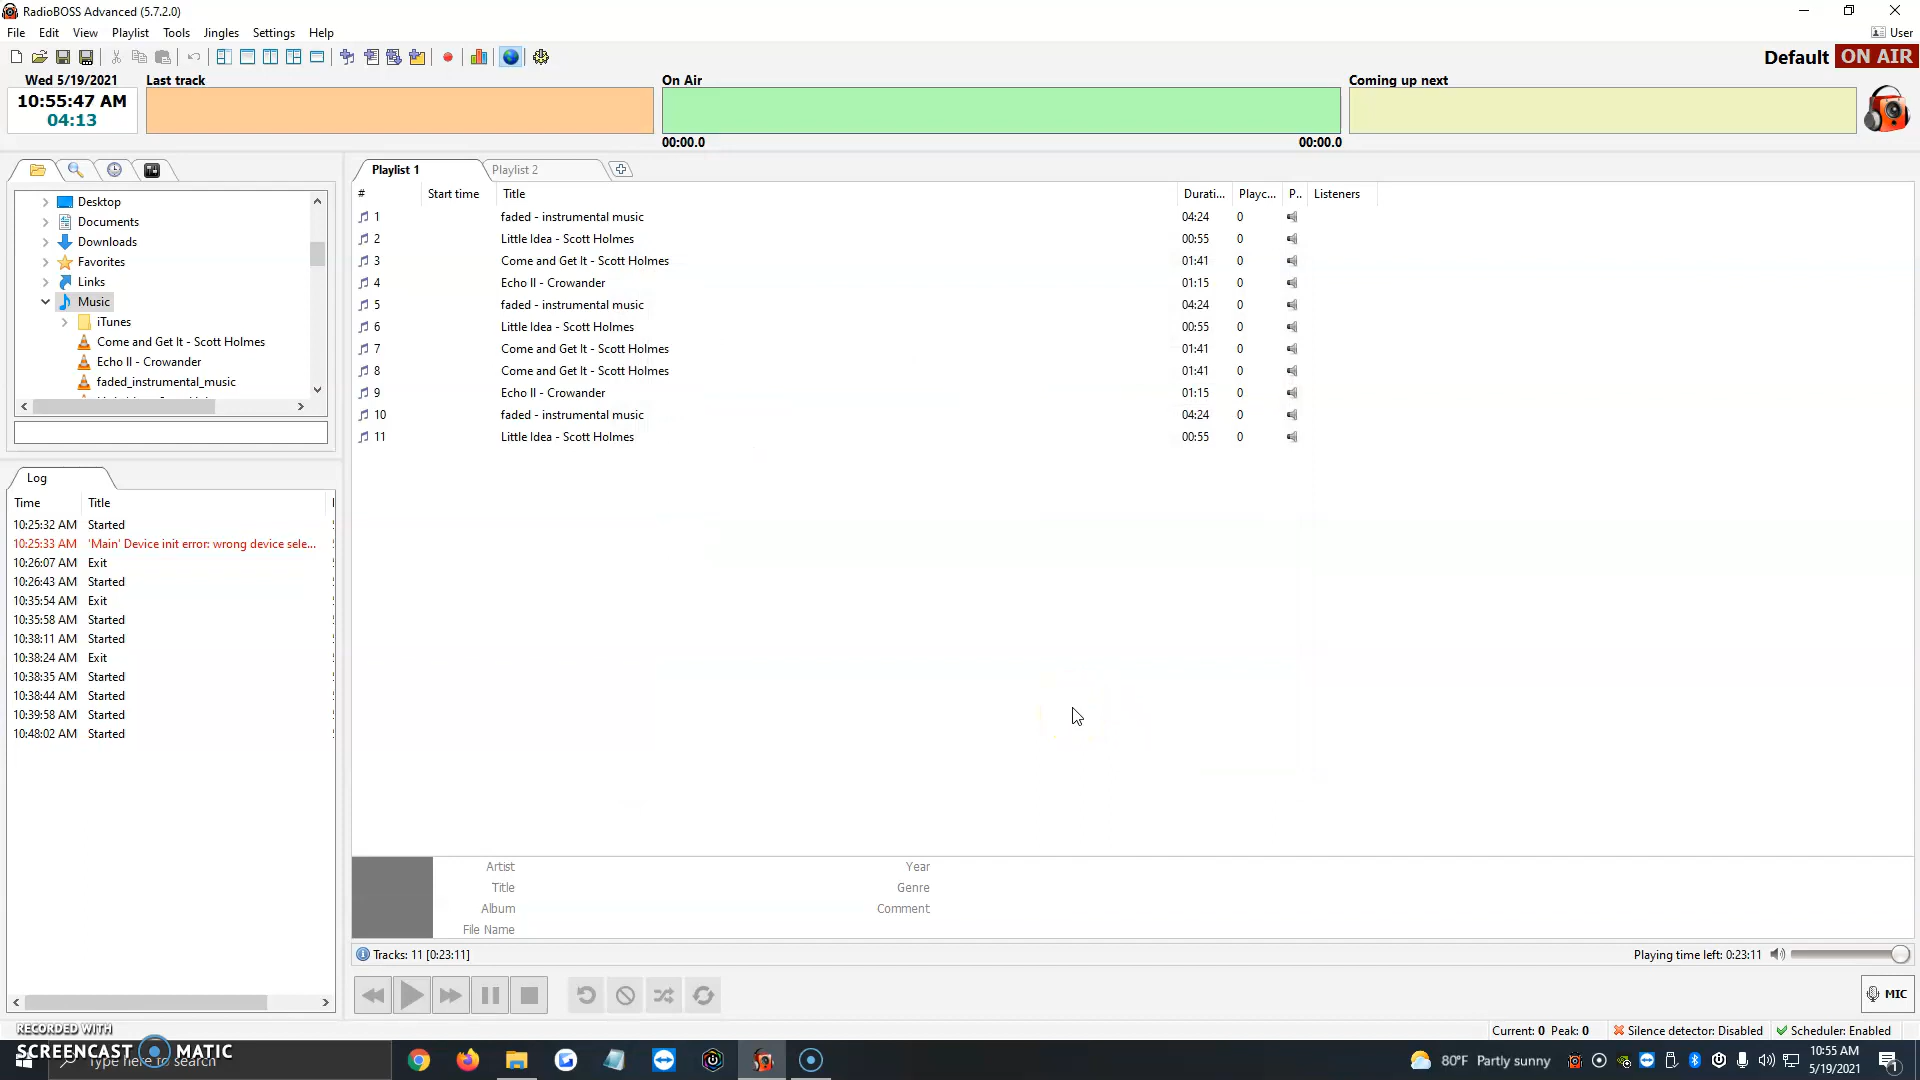 RadioBOSS Advanced (5.7.2.0)
File Edit View Playlist Tools Jingles Settings Help
User
Default ON AIR
Wed 5/19/2021
10:55:47 AM
04:13
Last track
On Air
00:00.0 00:00.0
Coming up next
Desktop
Documents
Downloads
Favorites
Links
Music
iTunes
Come and Get It - Scott Holmes
Echo II - Crowander
faded_instrumental_music
Playlist 1 Playlist 2
# Start time Title Durati... Playc... P.. Listeners
1 faded - instrumental music 04:24 0
2 Little Idea - Scott Holmes 00:55 0
3 Come and Get It - Scott Holmes 01:41 0
4 Echo II - Crowander 01:15 0
5 faded - instrumental music 04:24 0
6 Little Idea - Scott Holmes 00:55 0
7 Come and Get It - Scott Holmes 01:41 0
8 Come and Get It - Scott Holmes 01:41 0
9 Echo II - Crowander 01:15 0
10 faded - instrumental music 04:24 0
11 Little Idea - Scott Holmes 00:55 0
Log
Time Title
10:25:32 AM Started
10:25:33 AM 'Main' Device init error: wrong device sele...
10:26:07 AM Exit
10:26:43 AM Started
10:35:54 AM Exit
10:35:58 AM Started
10:38:11 AM Started
10:38:24 AM Exit
10:38:35 AM Started
10:38:44 AM Started
10:39:58 AM Started
10:48:02 AM Started
Artist Year
Title Genre
Album Comment
File Name
Tracks: 11 [0:23:11]
Playing time left: 0:23:11
MIC
Current: 0 Peak: 0 Silence detector: Disabled Scheduler: Enabled
RECORDED WITH
SCREENCAST MATIC
Type here to search
80°F Partly sunny
10:55 AM
5/19/2021
1